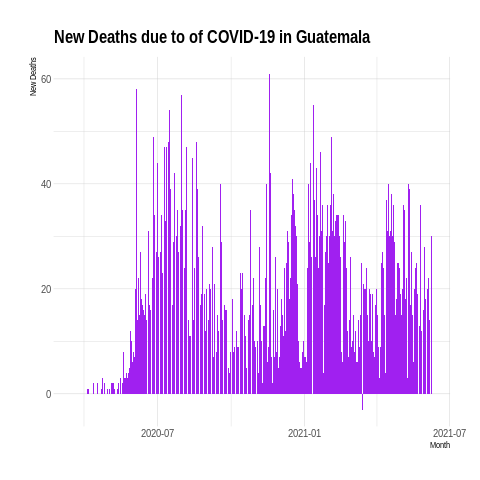 New Deaths due to of COVID-19 in Guatemala
New Deaths
60
40
20
0
2020-07
2021-01
2021-07
Month